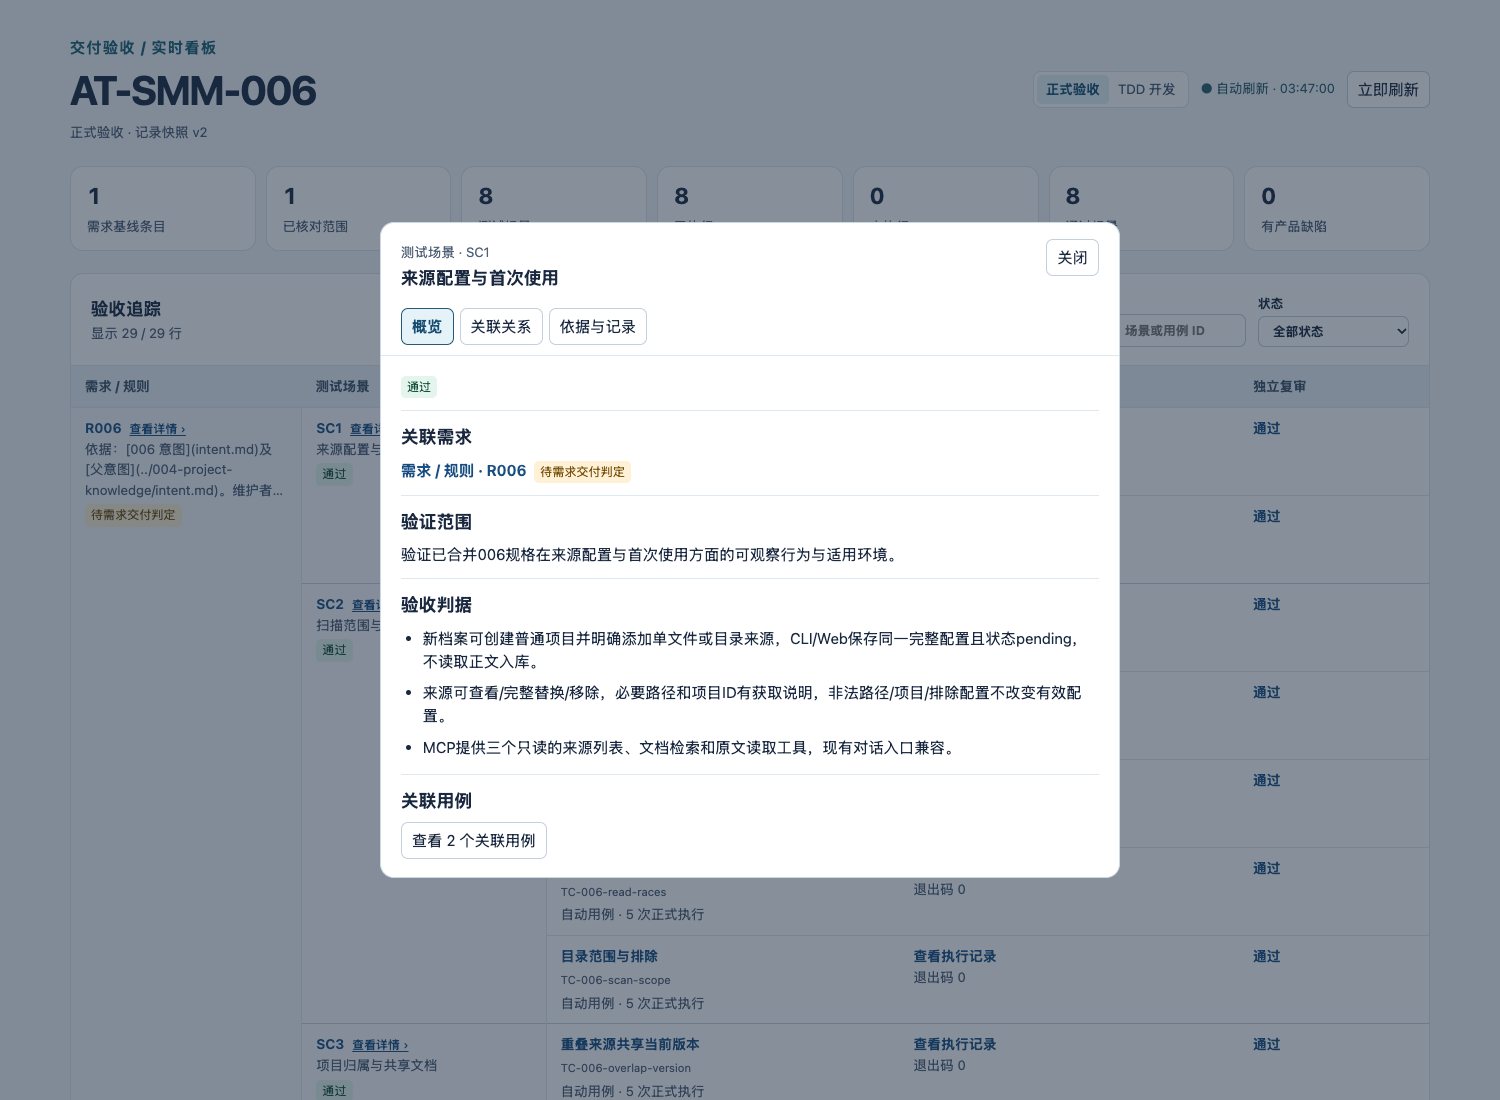 交付验收 / 实时看板
AT-SMM-006
正式验收 · 记录快照 v2
正式验收
TDD 开发
自动刷新 · 03:47:00
立即刷新
1
需求基线条目
1
已核对范围
8
8
0
8
0
有产品缺陷
验收追踪
显示 29 / 29 行
场景或用例 ID
状态
全部状态
需求 / 规则
测试场景
独立复审
R006 查看详情 ›
依据：[006 意图](intent.md)及
[父意图](../004-project-
knowledge/intent.md)。维护者...
待需求交付判定
SC1
来源配置与
通过
通过
通过
SC2
扫描范围与
通过
通过
通过
通过
通过
TC-006-read-races
自动用例 · 5 次正式执行
退出码 0
目录范围与排除
TC-006-scan-scope
自动用例 · 5 次正式执行
查看执行记录
退出码 0
通过
SC3 查看详情 ›
项目归属与共享文档
通过
重叠来源共享当前版本
TC-006-overlap-version
自动用例 · 5 次正式执行
查看执行记录
退出码 0
通过
测试场景 · SC1
来源配置与首次使用
关闭
概览
关联关系
依据与记录
通过
关联需求
需求 / 规则 · R006 待需求交付判定
验证范围
验证已合并006规格在来源配置与首次使用方面的可观察行为与适用环境。
验收判据
新档案可创建普通项目并明确添加单文件或目录来源，CLI/Web保存同一完整配置且状态pending，
不读取正文入库。
来源可查看/完整替换/移除，必要路径和项目ID有获取说明，非法路径/项目/排除配置不改变有效配
置。
MCP提供三个只读的来源列表、文档检索和原文读取工具，现有对话入口兼容。
关联用例
查看 2 个关联用例